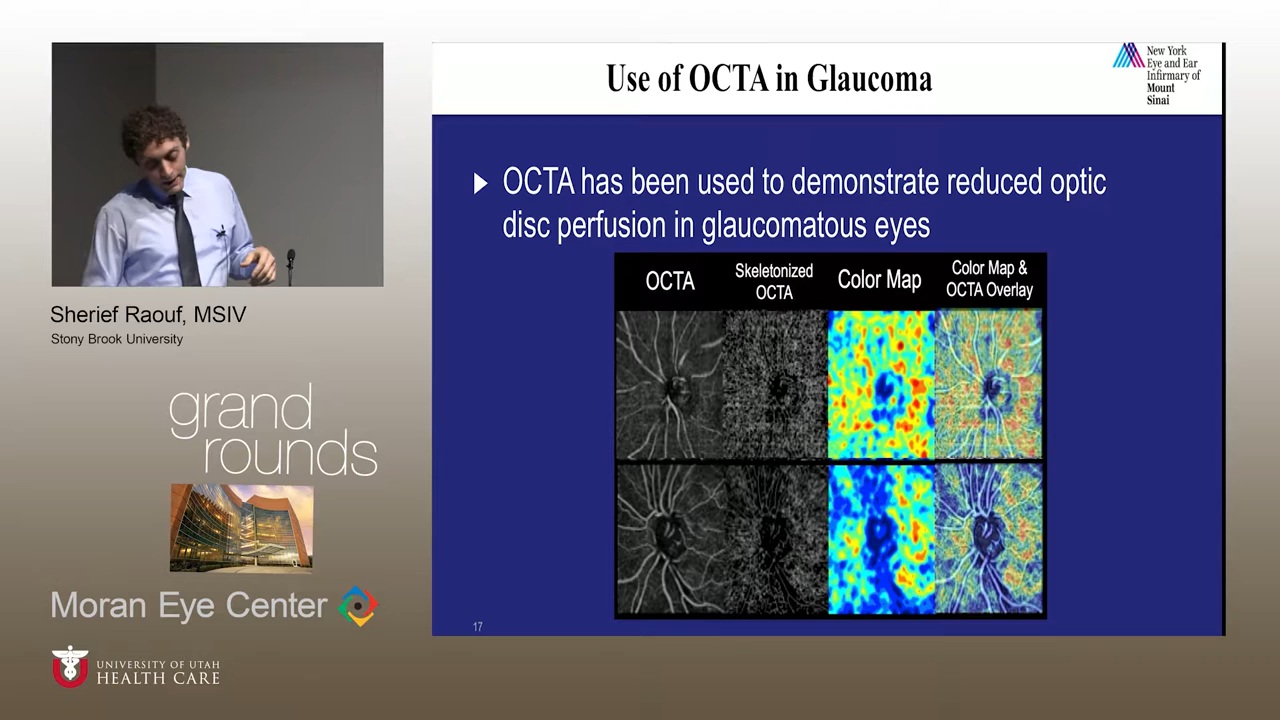 Use of OCTA in Glaucoma
New York
Eye and Ear
Infirmary of
Mount
Sinai
OCTA has been used to demonstrate reduced optic
disc perfusion in glaucomatous eyes
OCTA
Skeletonized
OCTA
Color Map
Color Map &
OCTA Overlay
17
Sherief Raouf, MSIV
Stony Brook University
grand
rounds
Moran Eye Center
UNIVERSITY OF UTAH
HEALTH CARE